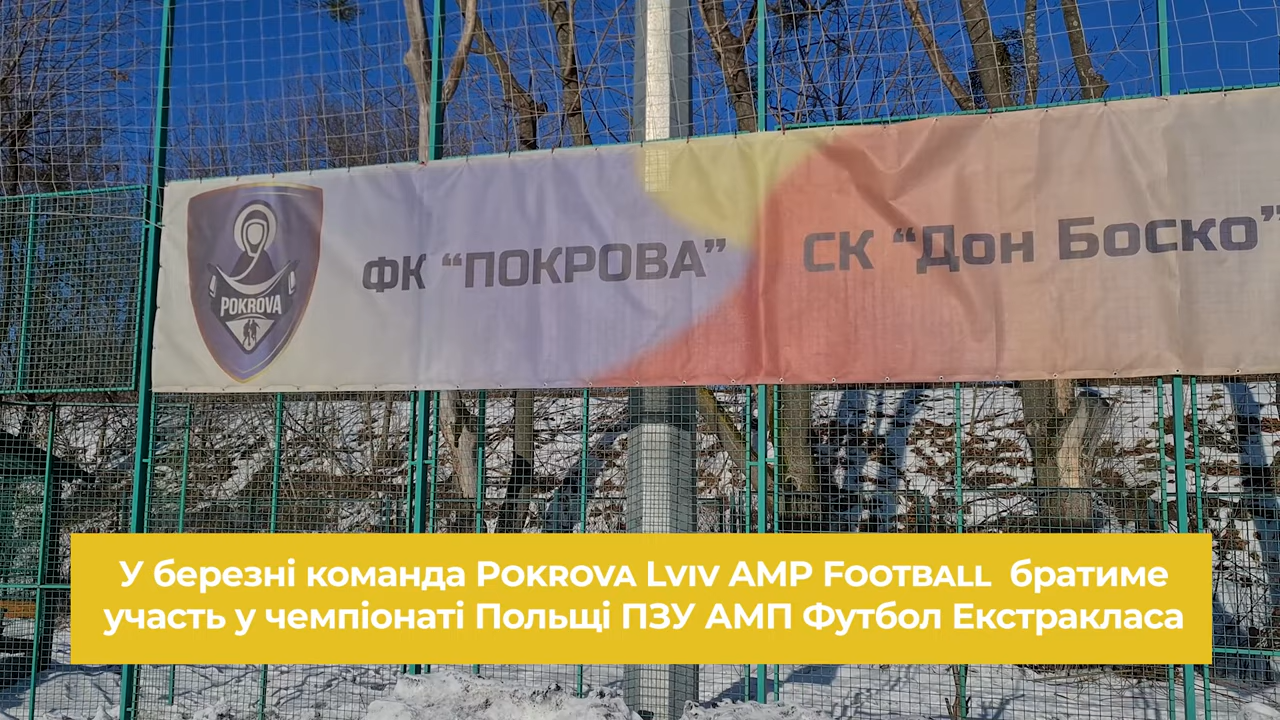 POKROVA
ФК “ПОКРОВА”
СК “Дон Боско”
У березні команда Pokrova Lviv AMP Football братиме
участь у чемпіонаті Польщі ПЗУ АМП Футбол Екстракласа